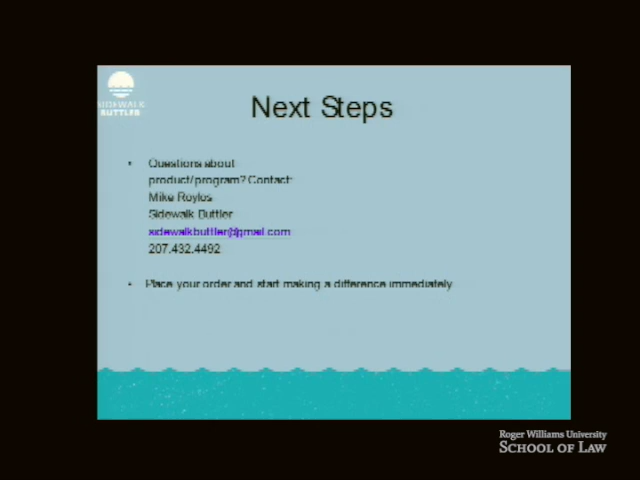 SIDEWALK
BUTTLER
Next Steps
• Questions about
product/program? Contact:
Mike Roylos
Sidewalk Buttler
sidewalkbuttler@gmail.com
207.432.4492
• Place your order and start making a difference immediately
Roger Williams University
SCHOOL OF LAW